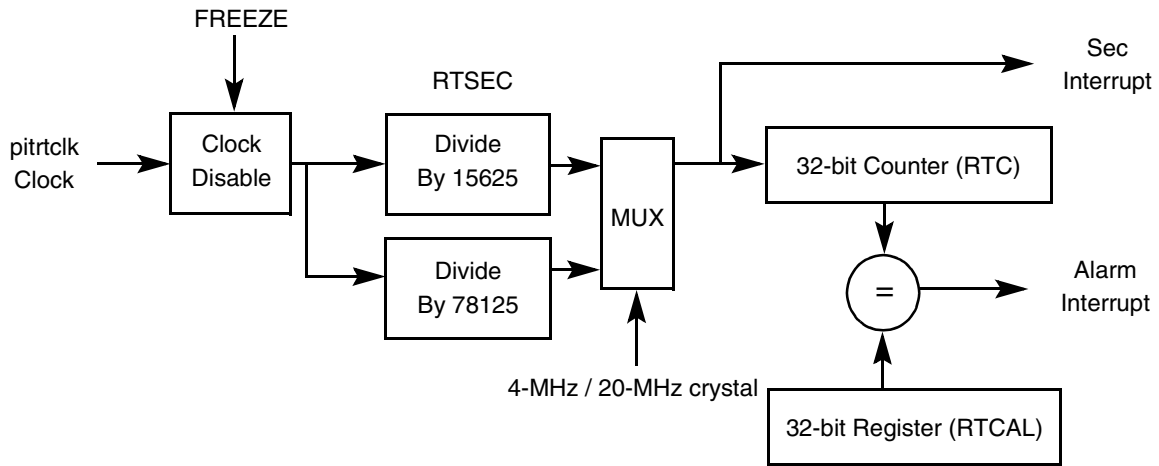 FREEZE
Sec
Interrupt
RTSEC
pitrtclk
Clock
Clock
Disable
Divide
By 15625
MUX
32-bit Counter (RTC)
Divide
By 78125
=
Alarm
Interrupt
4-MHz / 20-MHz crystal
32-bit Register (RTCAL)